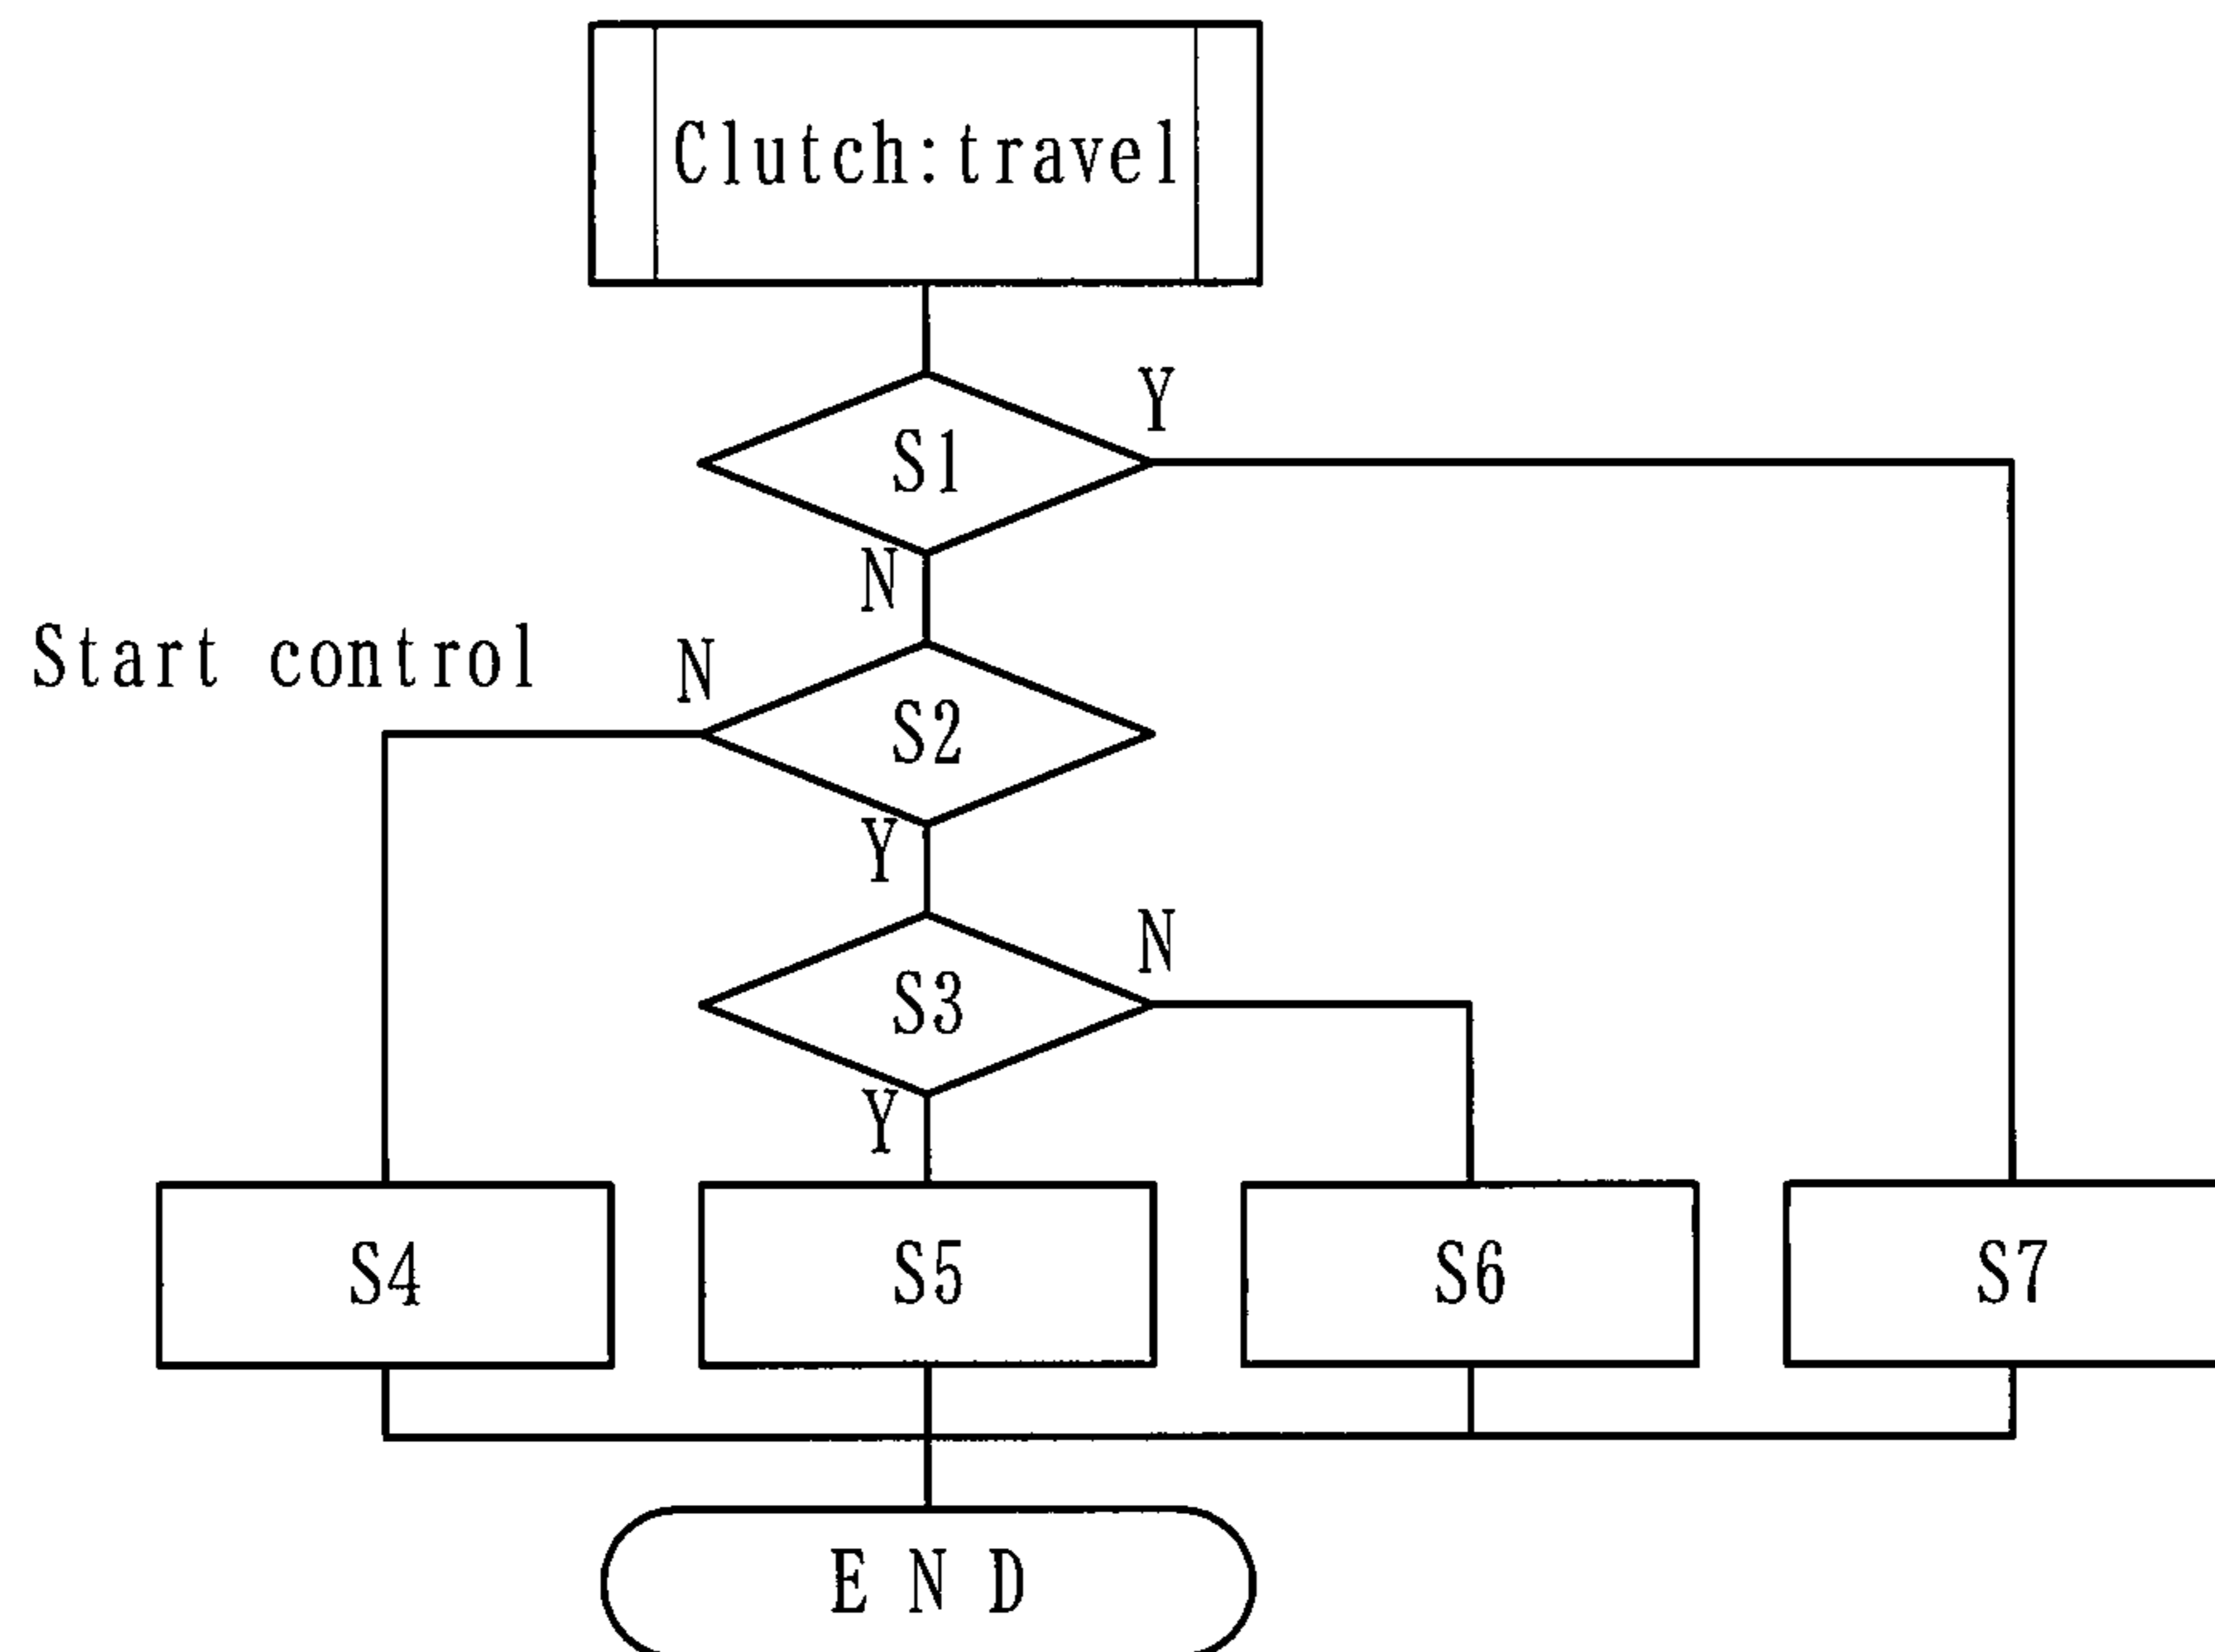 Clutch:travel
S1
Y
N
Start control
N
S2
Y
N
S3
Y
S4
S5
S6
S7
END